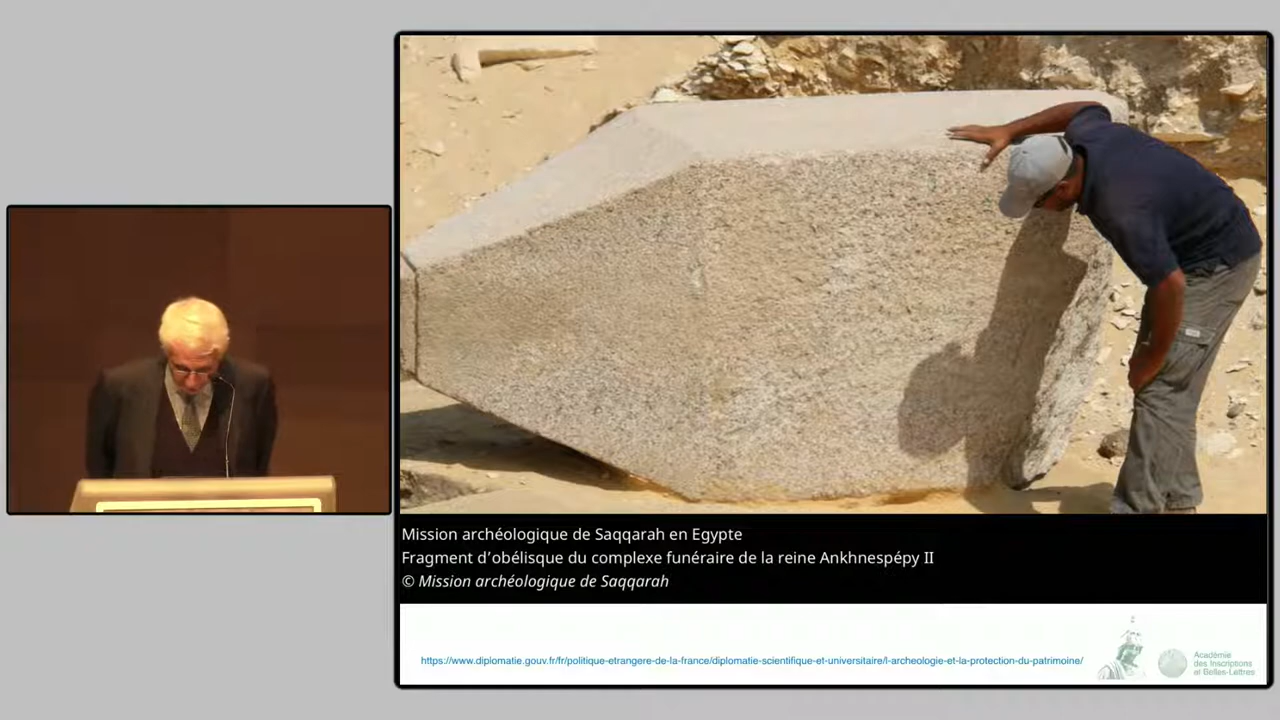 Mission archéologique de Saqqarah en Egypte
Fragment d’obélisque du complexe funéraire de la reine Ankhnespépy II
© Mission archéologique de Saqqarah
https://www.diplomatie.gouv.fr/fr/politique-etrangere-de-la-france/diplomatie-scientifique-et-universitaire/l-archeologie-et-la-protection-du-patrimoine/
Académie
des Inscriptions
et Belles-Lettres